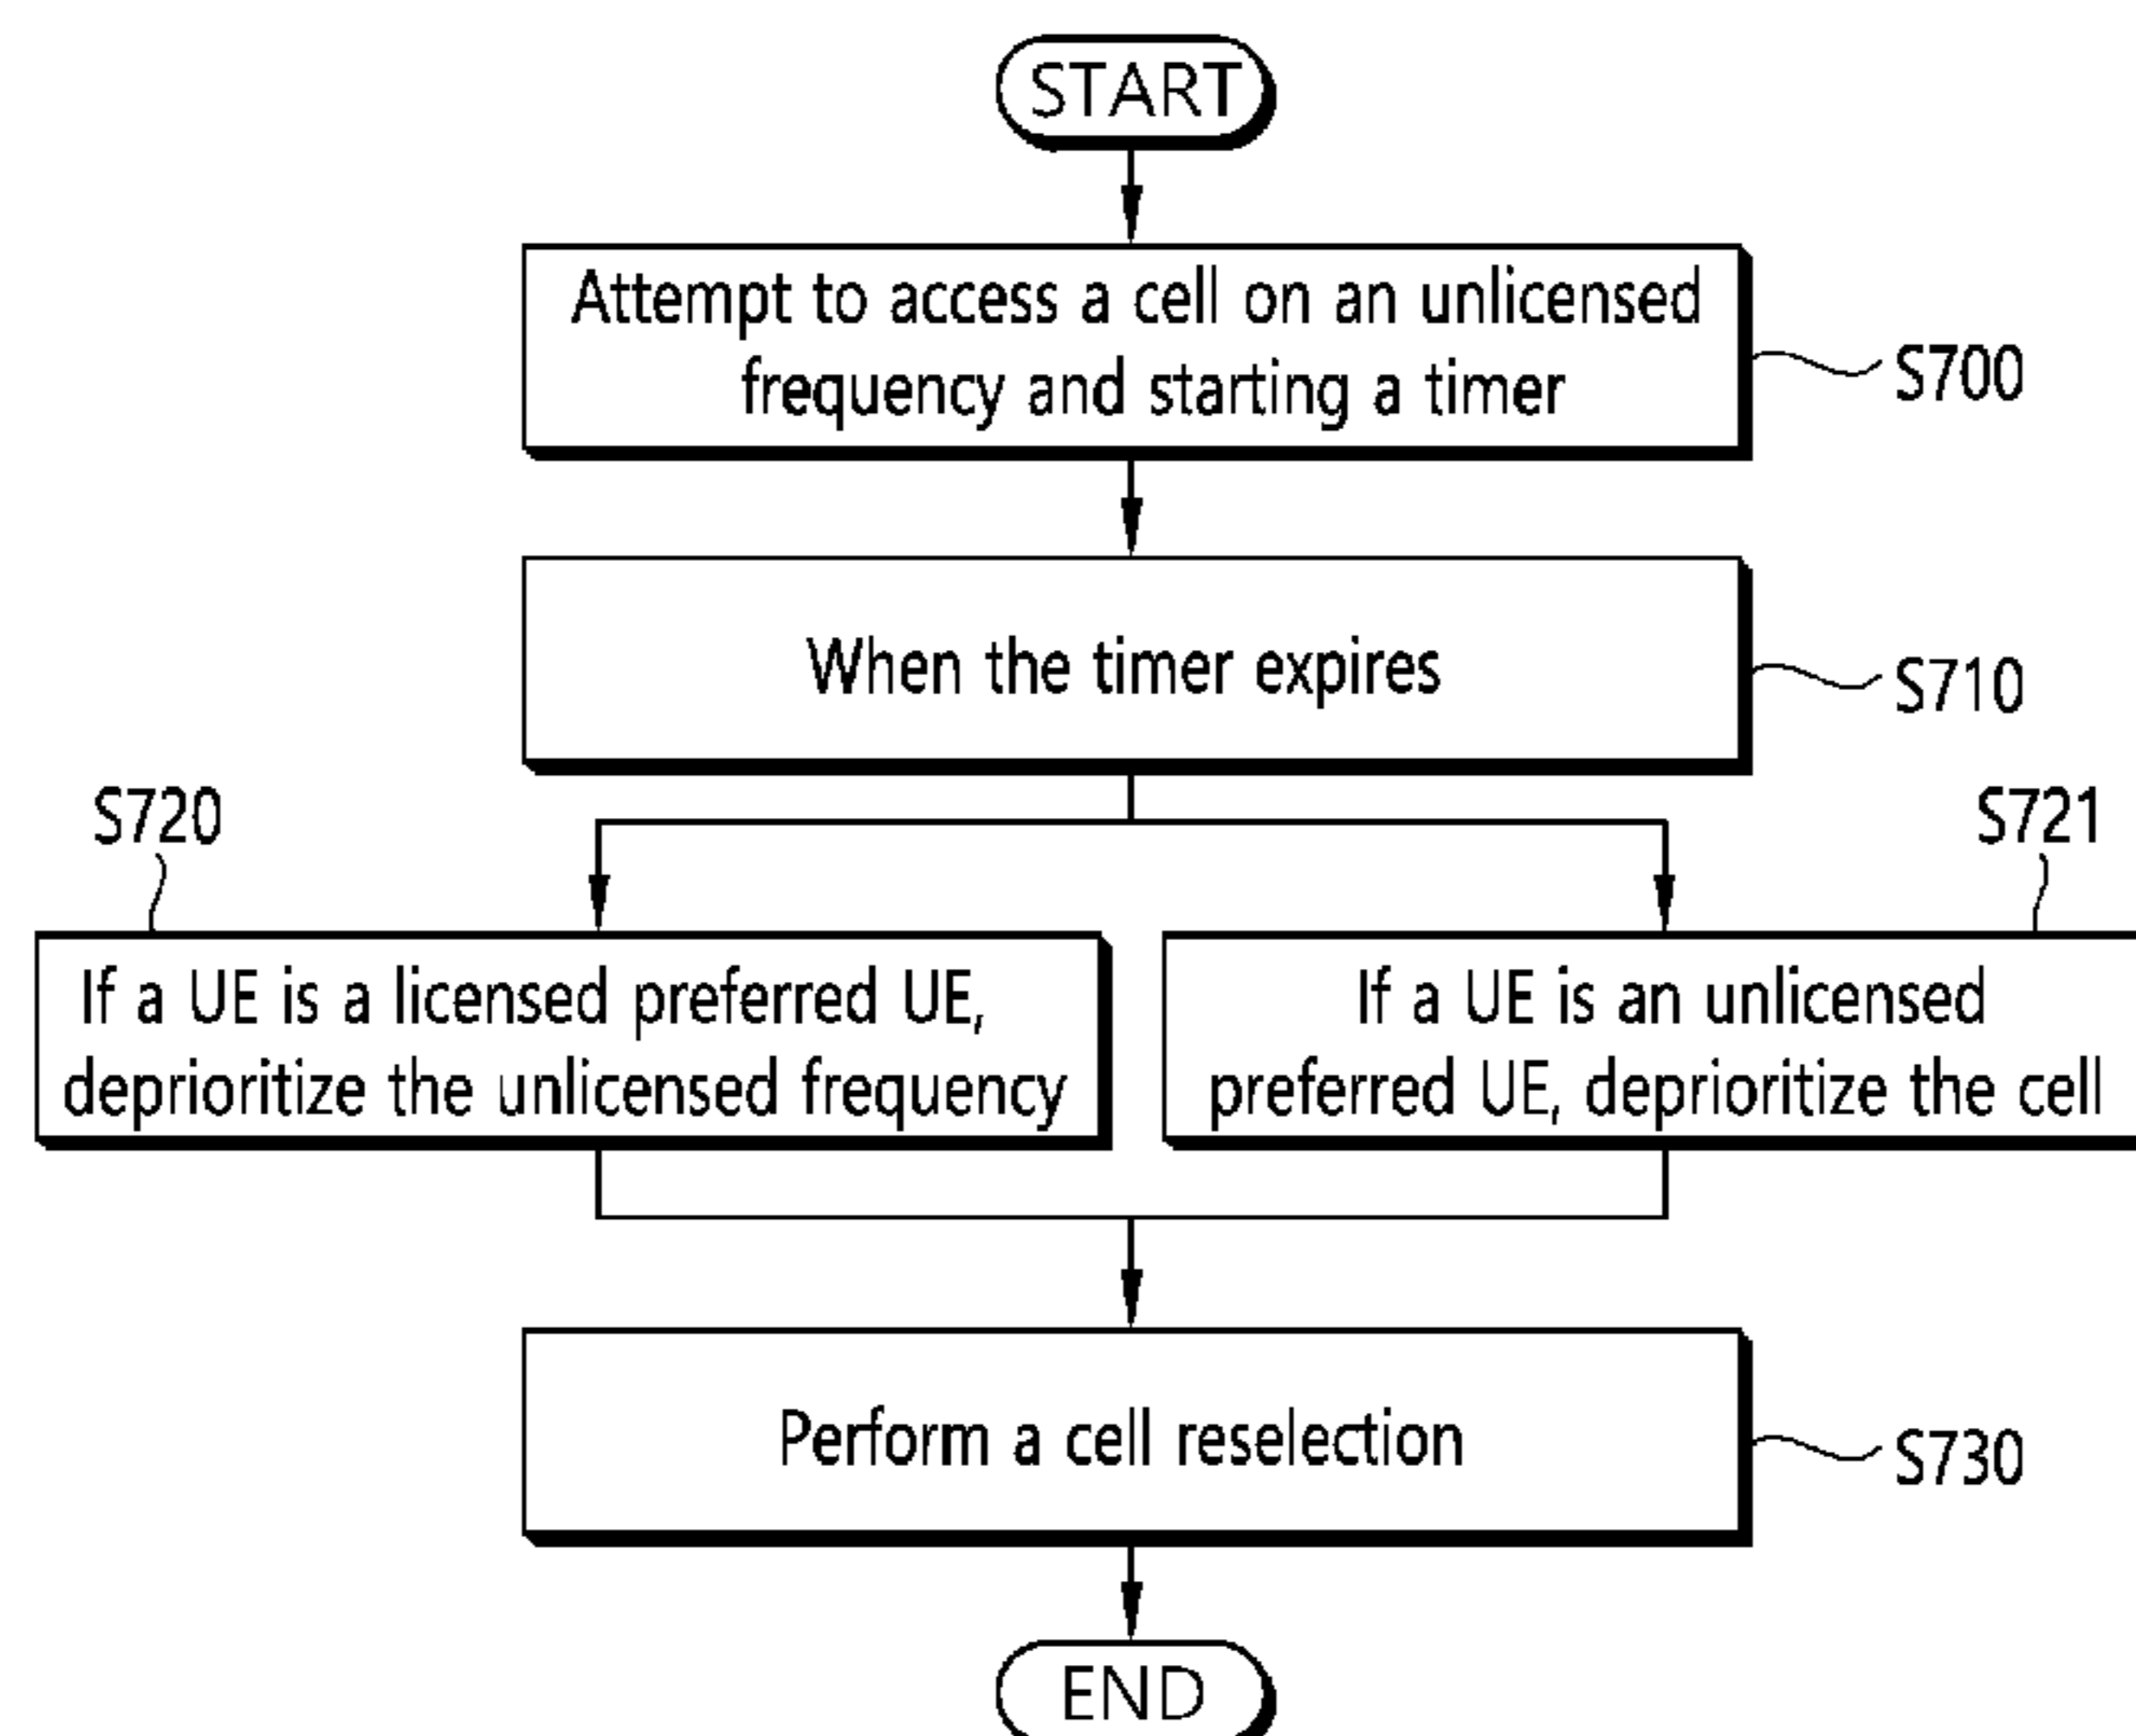 START
Attempt to access a cell on an unlicensed
frequency and starting a timer
S700
When the timer expires
S710
S720
S721
If a UE is a licensed preferred UE,
deprioritize the unlicensed frequency
If a UE is an unlicensed
preferred UE, deprioritize the cell
Perform a cell reselection
S730
END